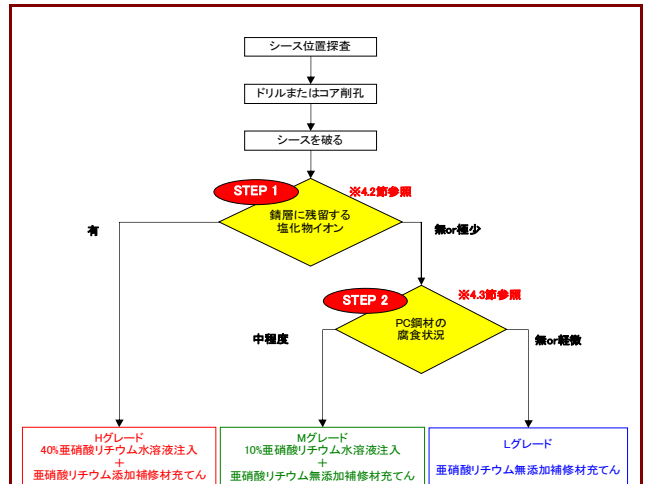 シース位置探査
ドリルまたはコア削孔
シースを破る
STEP 1
※4.2節参照
錆層に残留する
塩化物イオン
有
無or極少
STEP 2
※4.3節参照
PC鋼材の
腐食状況
中程度
無or軽微
Hグレード
40%亜硝酸リチウム水溶液注入
+
亜硝酸リチウム添加補修材充てん
Mグレード
10%亜硝酸リチウム水溶液注入
+
亜硝酸リチウム無添加補修材充てん
Lグレード
亜硝酸リチウム無添加補修材充てん